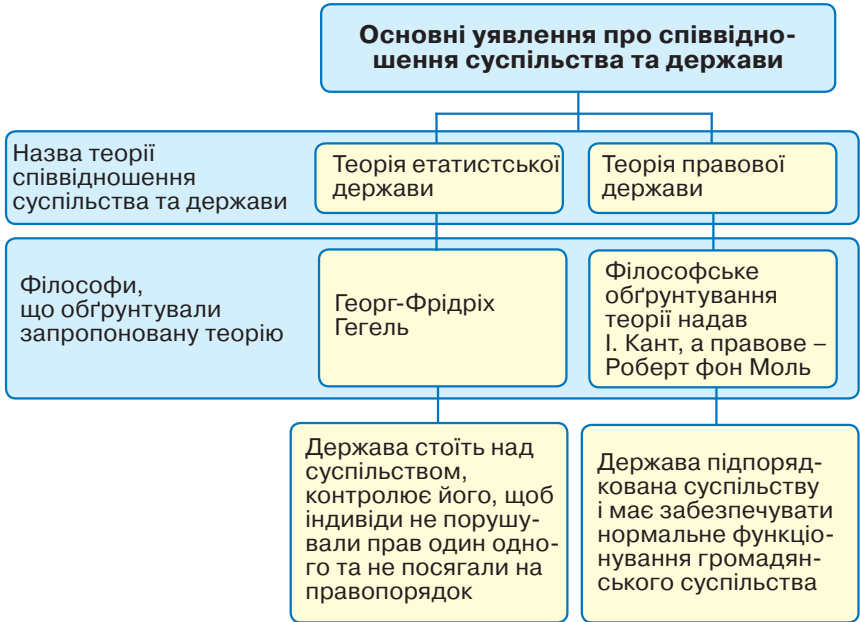 Основні уявлення про співвідно-
шення суспільства та держави
Назва теорії
співвідношення
суспільства та держави
Теорія етатистської
держави
Теорія правової
держави
Філософи,
що обґрунтували
запропоновану теорію
Георг-Фрідріх
Гегель
Філософське
обґрунтування
теорії надав
І. Кант, а правове –
Роберт фон Моль
Держава стоїть над
суспільством,
контролює його, щоб
індивіди не порушу-
вали прав один одно-
го та не посягали на
правопорядок
Держава підпоряд-
кована суспільству
і має забезпечувати
нормальне функціо-
нування громадян-
ського суспільства